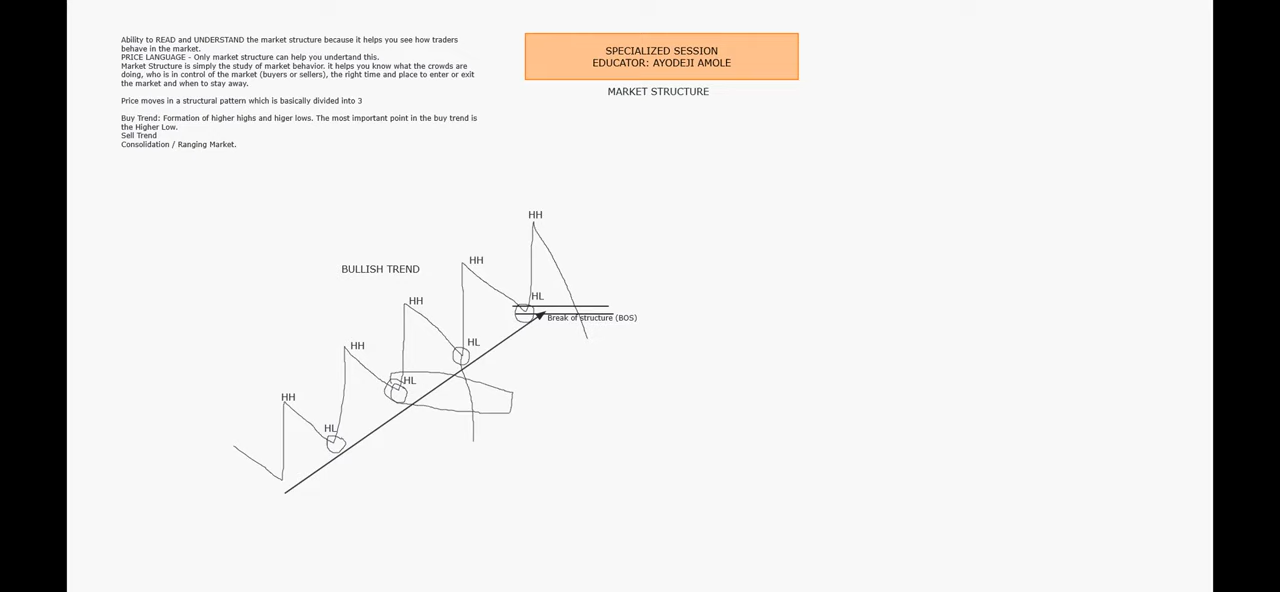 Ability to READ and UNDERSTAND the market structure because it helps you see how traders
behave in the market.
PRICE LANGUAGE - Only market structure can help you undertand this.
Market Structure is simply the study of market behavior. it helps you know what the crowds are
doing, who is in control of the market (buyers or sellers), the right time and place to enter or exit
the market and when to stay away.
Price moves in a structural pattern which is basically divided into 3
Buy Trend: Formation of higher highs and higer lows. The most important point in the buy trend is
the Higher Low.
Sell Trend
Consolidation / Ranging Market.
SPECIALIZED SESSION
EDUCATOR: AYODEJI AMOLE
MARKET STRUCTURE
HH
HH
BULLISH TREND
HL
HH
Break of structure (BOS)
HL
HH
HL
HH
HL